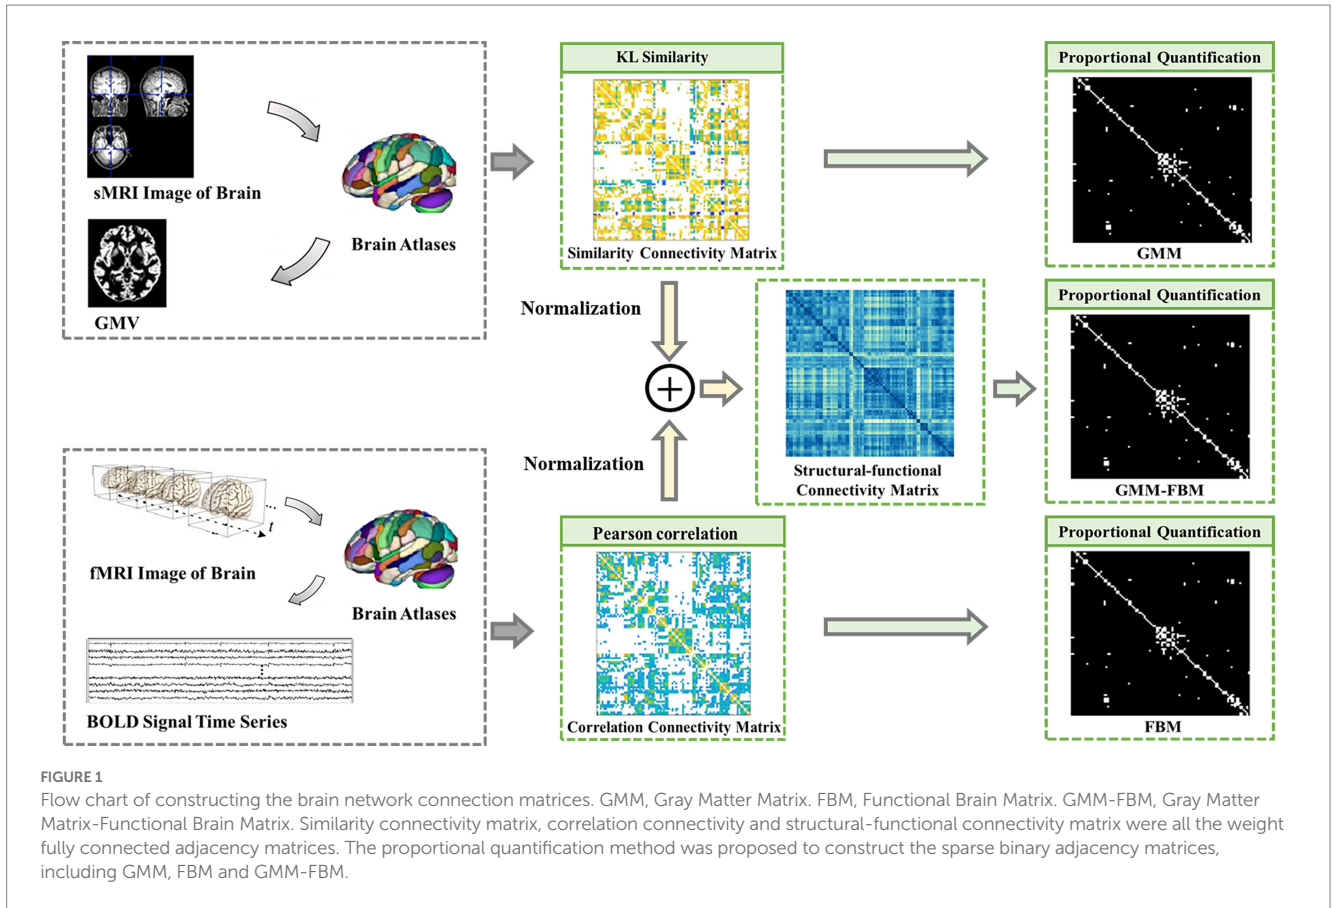 sMRI Image of Brain
GMV
Brain Atlases
KL Similarity
Similarity Connectivity Matrix
Proportional Quantification
GMM
Normalization
+
Normalization
Structural-functional
Connectivity Matrix
Proportional Quantification
GMM-FBM
... t
fMRI Image of Brain
Brain Atlases
BOLD Signal Time Series
Pearson correlation
Correlation Connectivity Matrix
Proportional Quantification
FBM
FIGURE 1
Flow chart of constructing the brain network connection matrices. GMM, Gray Matter Matrix. FBM, Functional Brain Matrix. GMM-FBM, Gray Matter
Matrix-Functional Brain Matrix. Similarity connectivity matrix, correlation connectivity and structural-functional connectivity matrix were all the weight
fully connected adjacency matrices. The proportional quantification method was proposed to construct the sparse binary adjacency matrices,
including GMM, FBM and GMM-FBM.